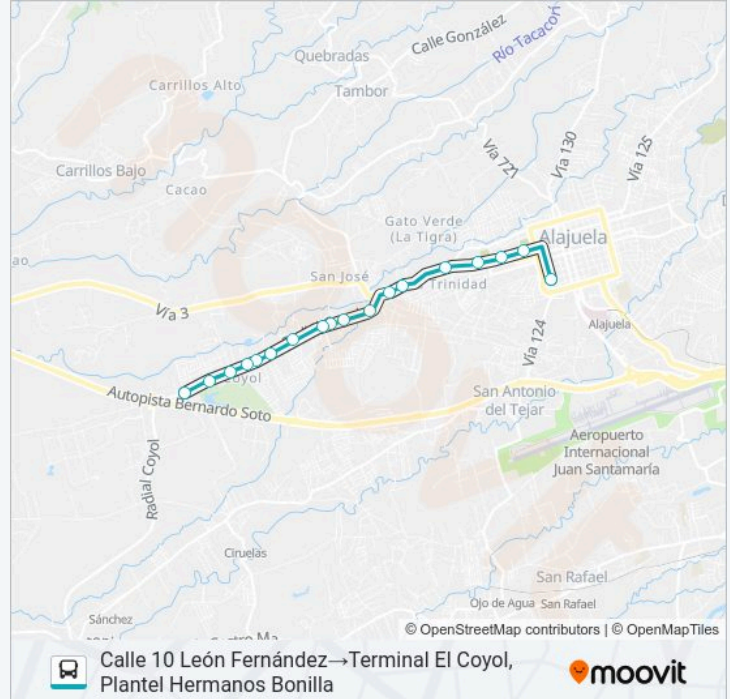 Quebradas
Calle González
Río Tacacorí
Carrillos Alto
Tambor
Vía 721
Vía 130
Vía 125
Carrillos Bajo
Cacao
Gato Verde
(La Tigra)
Alajuela
San José
Trinidad
Vía 3
Vía 124
Alajuela
Coyol
Autopista Bernardo Soto
San Antonio
del Tejar
Aeropuerto
Internacional
Juan Santamaría
Radial Coyol
Ciruelas
San Rafael
Ojo de Agua San Rafael
Sánchez
© OpenStreetMap contributors | © OpenMapTiles
Calle 10 León Fernández→Terminal El Coyol,
Plantel Hermanos Bonilla
moovit